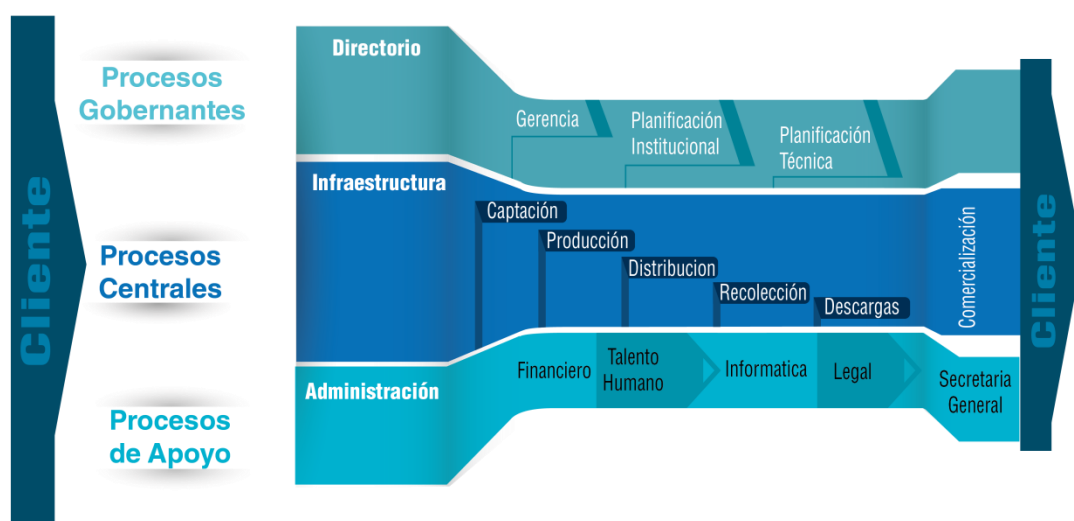 Cliente
Procesos
Gobernantes
Directorio
Gerencia
Planificación
Institucional
Planificación
Técnica
Procesos
Centrales
Infraestructura
Captación
Producción
Distribucion
Recolección
Descargas
Comercialización
Procesos
de Apoyo
Administración
Financiero
Talento
Humano
Informatica
Legal
Secretaria
General
Cliente